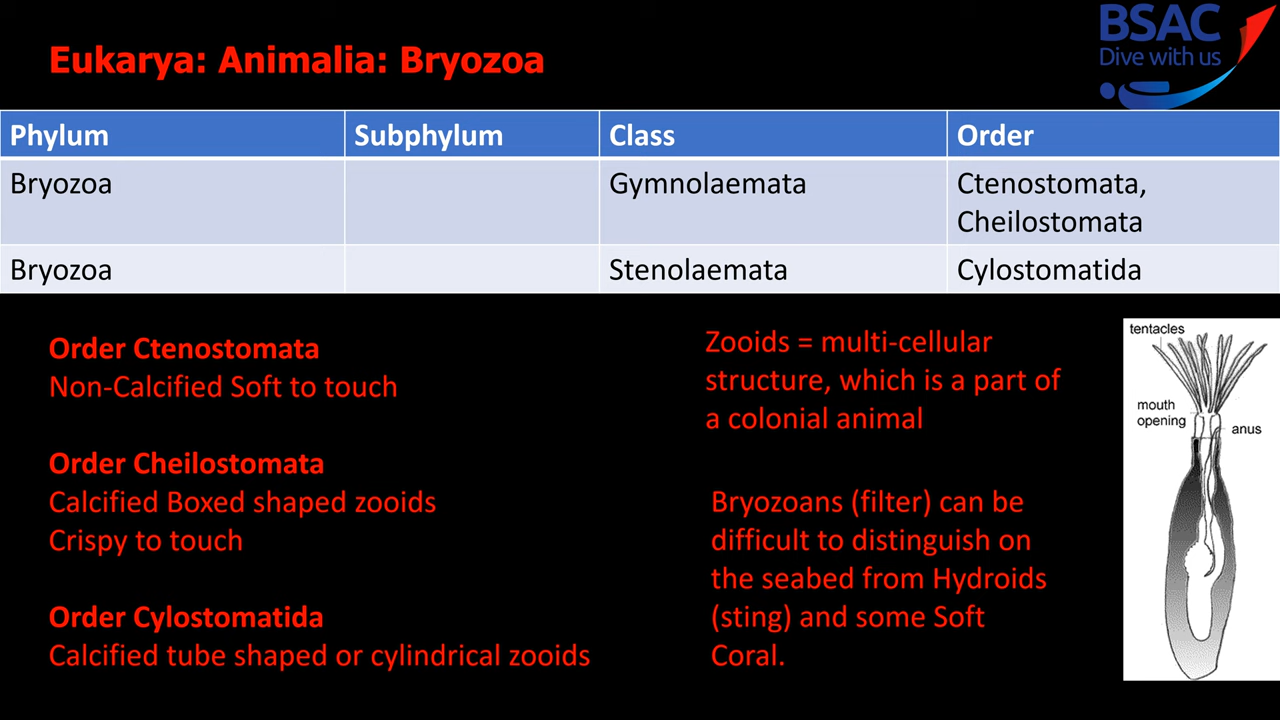 Eukarya: Animalia: Bryozoa
BSAC
Dive with us
Phylum Subphylum Class Order
Bryozoa Gymnolaemata Ctenostomata,
Cheilostomata
Bryozoa Stenolaemata Cylostomatida
Order Ctenostomata
Non-Calcified Soft to touch
Order Cheilostomata
Calcified Boxed shaped zooids
Crispy to touch
Order Cylostomatida
Calcified tube shaped or cylindrical zooids
Zooids = multi-cellular
structure, which is a part of
a colonial animal
Bryozoans (filter) can be
difficult to distinguish on
the seabed from Hydroids
(sting) and some Soft
Coral.
tentacles
mouth
opening
anus